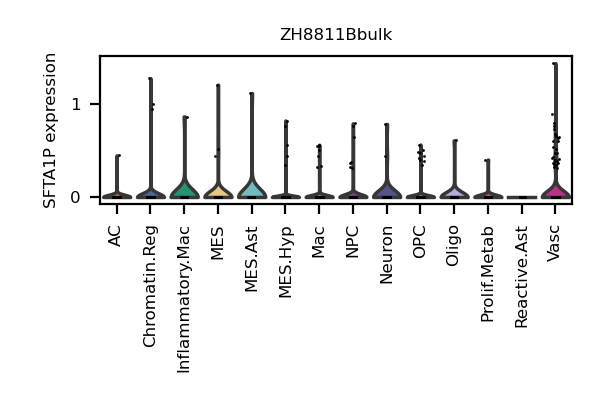 ZH8811Bbulk
SFTA1P expression
1
0
AC
Chromatin.Reg
Inflammatory.Mac
MES
MES.Ast
MES.Hyp
Mac
NPC
Neuron
OPC
Oligo
Prolif.Metab
Reactive.Ast
Vasc